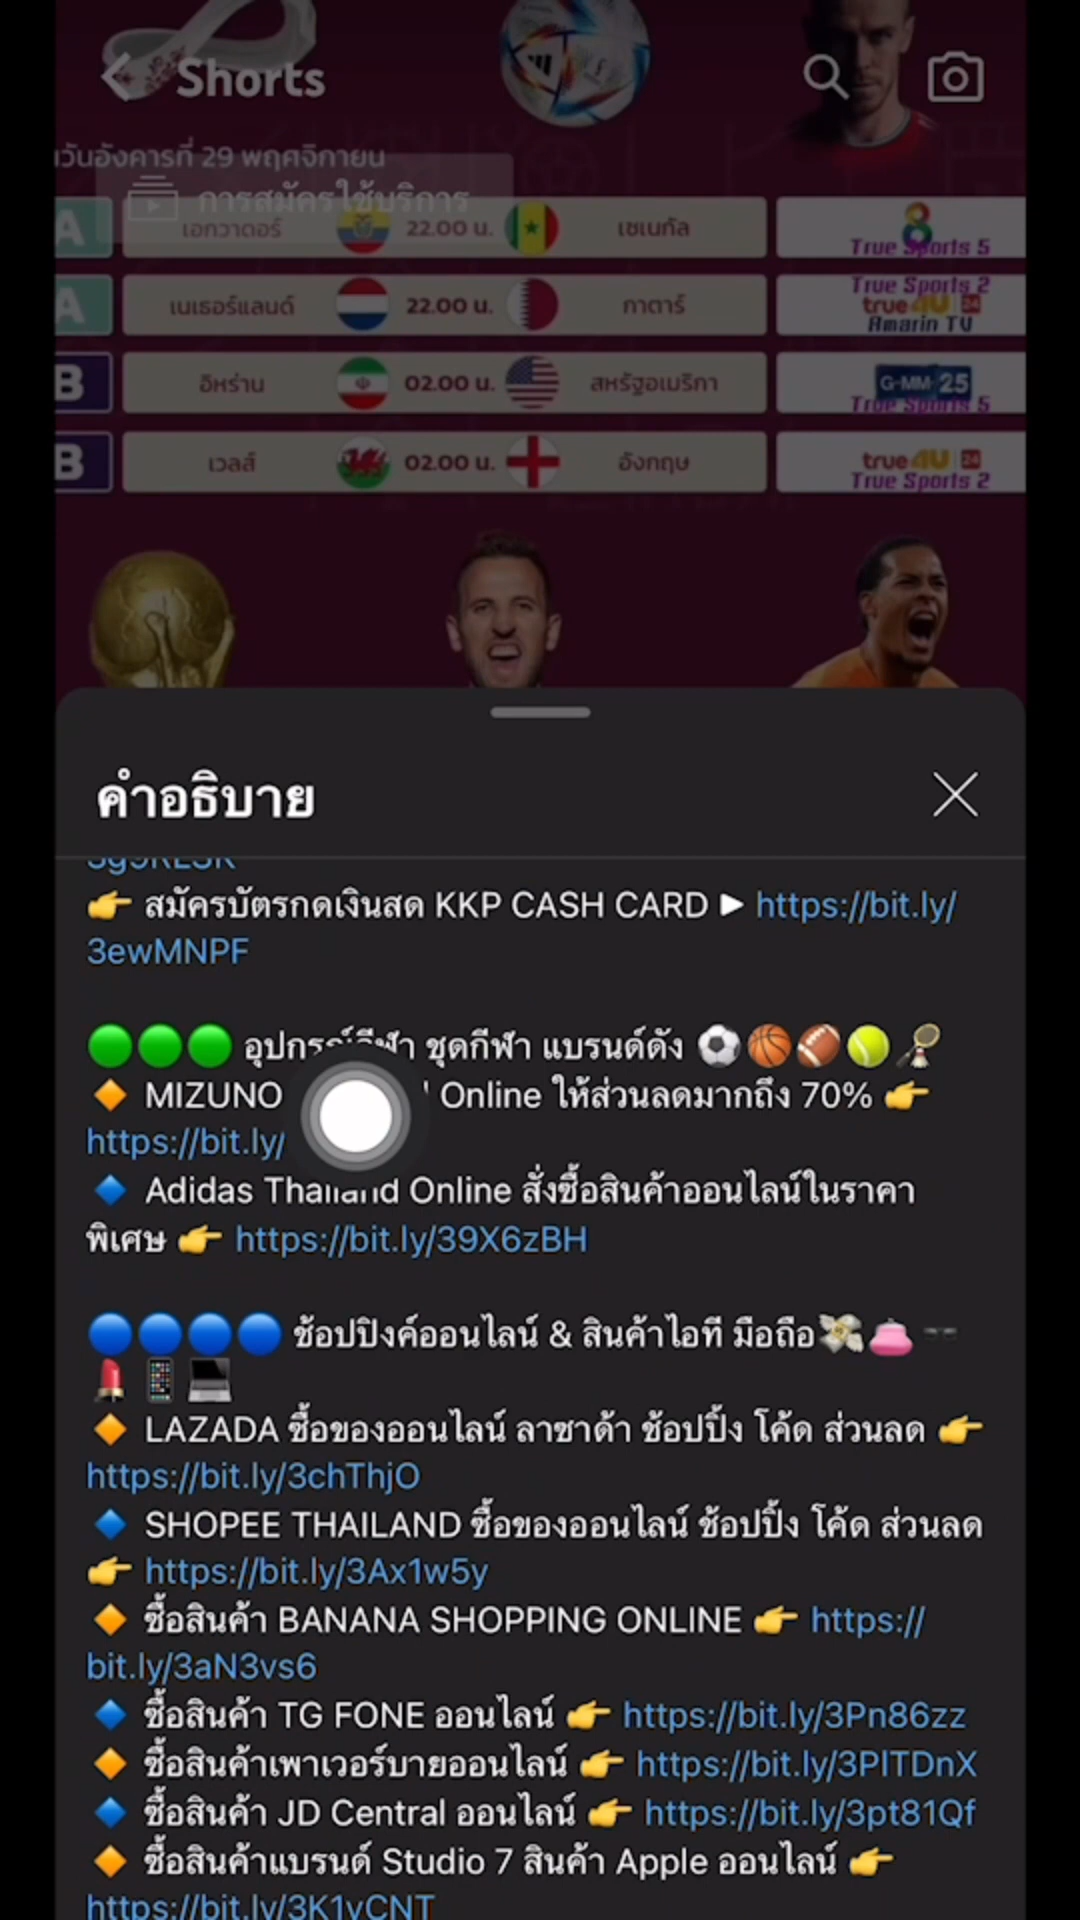 Shorts
วันอังคารที่ 29 พฤศจิกายน
การสมัครใช้บริการ
A เอกวาดอร์ 22.00 น. เซเนกัล 8 True Sports 5
A เนเธอร์แลนด์ 22.00 น. กาตาร์ True Sports 2 true4U 24 Amarin TV
B อิหร่าน 02.00 น. สหรัฐอเมริกา G-MM 25 True Sports 5
B เวลส์ 02.00 น. อังกฤษ true4U 24 True Sports 2
คำอธิบาย
👉 สมัครบัตรกดเงินสด KKP CASH CARD ▶ https://bit.ly/
3ewMNPF
🟢🟢🟢 อุปกรณ์กีฬา ชุดกีฬา แบรนด์ดัง ⚽🏀🏈🎾🏸
🔶 MIZUNO Online ให้ส่วนลดมากถึง 70% 👉
https://bit.ly/
🔷 Adidas Thailand Online สั่งซื้อสินค้าออนไลน์ในราคา
พิเศษ 👉 https://bit.ly/39X6zBH
🔵🔵🔵🔵 ช้อปปิงค์ออนไลน์ & สินค้าไอที มือถือ💸👛🕶
💄📱💻
🔶 LAZADA ซื้อของออนไลน์ ลาซาด้า ช้อปปิ้ง โค้ด ส่วนลด 👉
https://bit.ly/3chThjO
🔷 SHOPEE THAILAND ซื้อของออนไลน์ ช้อปปิ้ง โค้ด ส่วนลด
👉 https://bit.ly/3Ax1w5y
🔶 ซื้อสินค้า BANANA SHOPPING ONLINE 👉 https://
bit.ly/3aN3vs6
🔷 ซื้อสินค้า TG FONE ออนไลน์ 👉 https://bit.ly/3Pn86zz
🔶 ซื้อสินค้าเพาเวอร์บายออนไลน์ 👉 https://bit.ly/3PlTDnX
🔷 ซื้อสินค้า JD Central ออนไลน์ 👉 https://bit.ly/3pt81Qf
🔶 ซื้อสินค้าแบรนด์ Studio 7 สินค้า Apple ออนไลน์ 👉
https://bit.ly/3K1vCNT